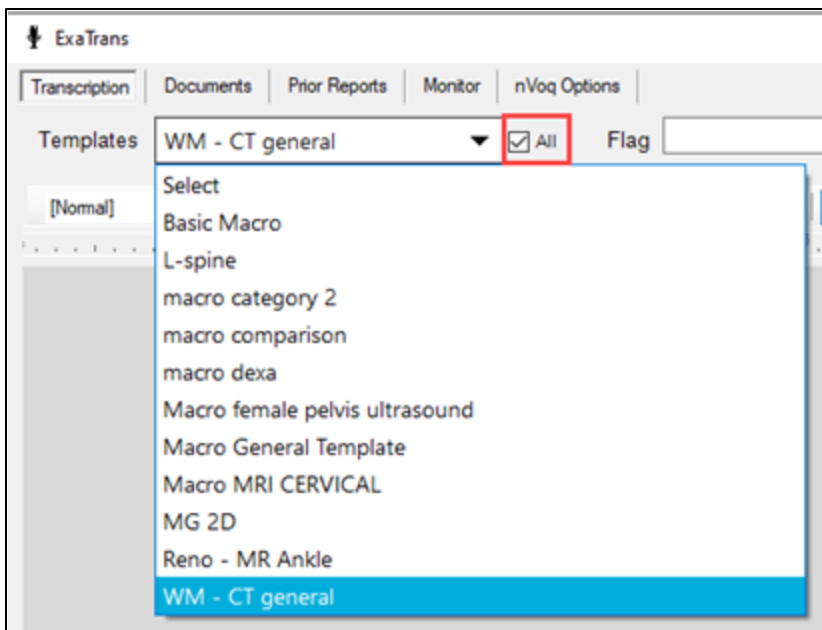 ExaTrans
Transcription Documents Prior Reports Monitor nVoq Options
Templates WM - CT general All Flag
[Normal]
Select
Basic Macro
L-spine
macro category 2
macro comparison
macro dexa
Macro female pelvis ultrasound
Macro General Template
Macro MRI CERVICAL
MG 2D
Reno - MR Ankle
WM - CT general